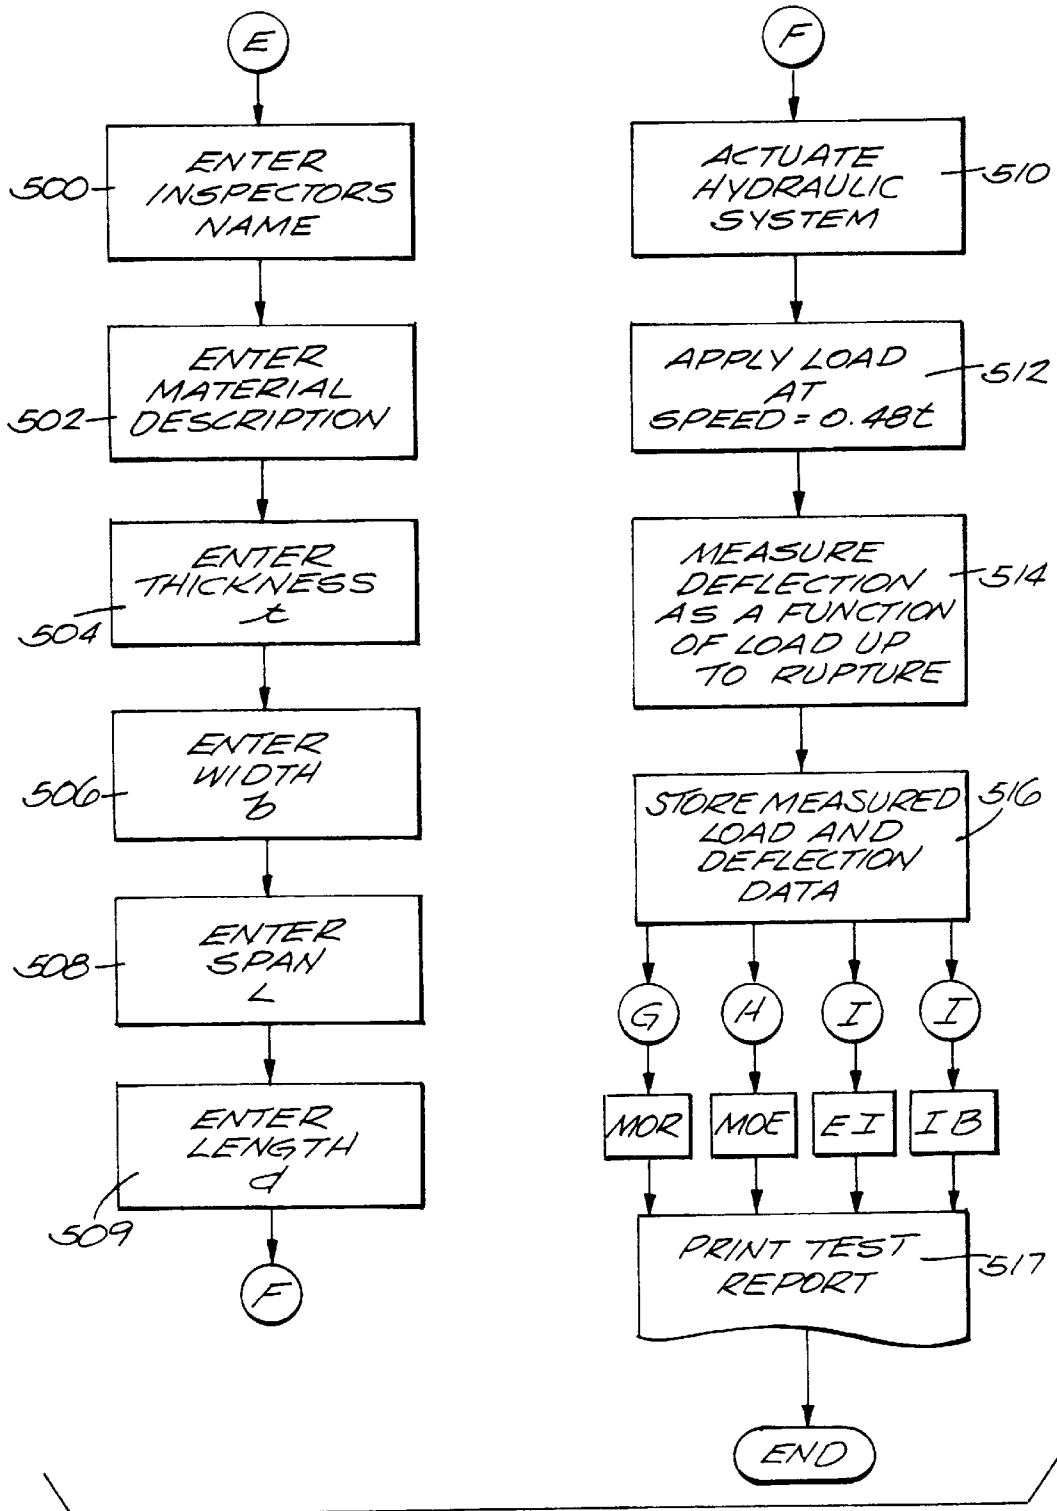 E
500
ENTER
INSPECTORS
NAME
502
ENTER
MATERIAL
DESCRIPTION
504
ENTER
THICKNESS
t
506
ENTER
WIDTH
b
508
ENTER
SPAN
L
509
ENTER
LENGTH
d
F
F
ACTUATE
HYDRAULIC
SYSTEM
510
APPLY LOAD
AT
SPEED = 0.48t
512
MEASURE
DEFLECTION
AS A FUNCTION
OF LOAD UP
TO RUPTURE
514
STORE MEASURED
LOAD AND
DEFLECTION
DATA
516
G H I I
MOR MOE EI IB
PRINT TEST
REPORT
517
END